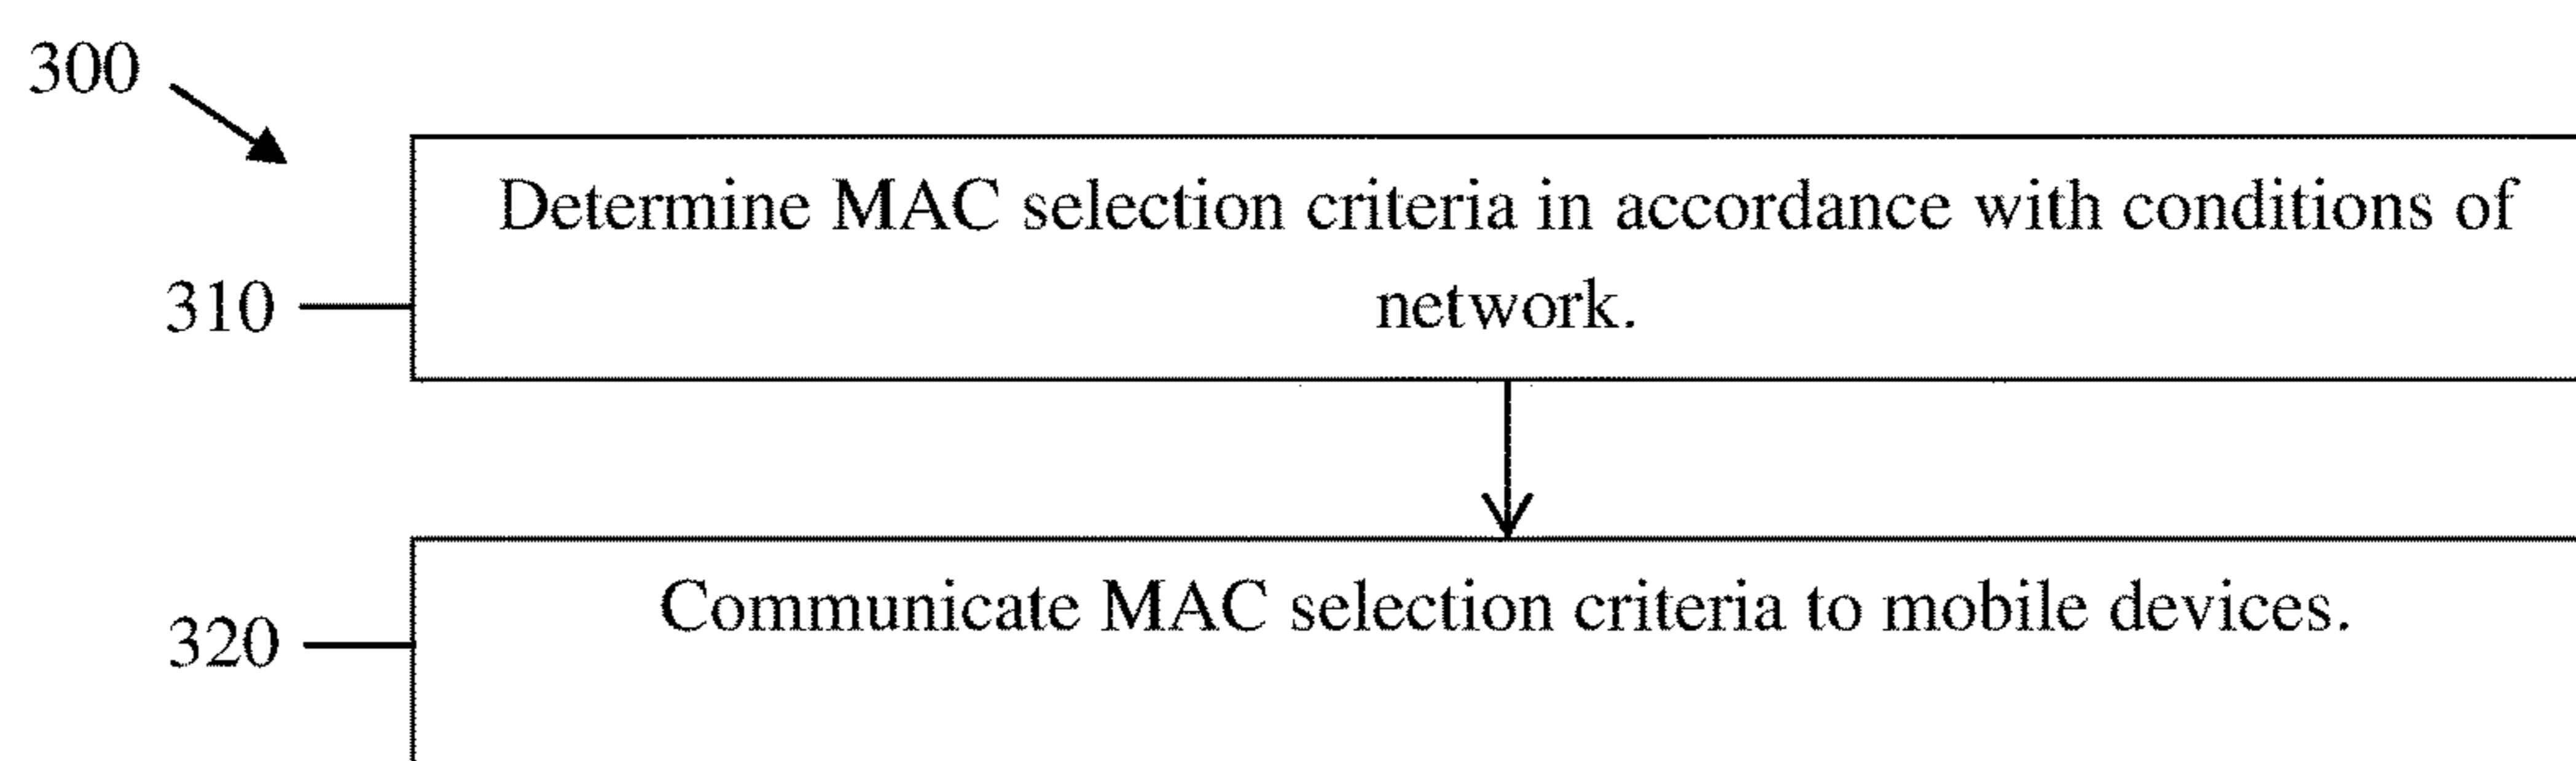 300
Determine MAC selection criteria in accordance with conditions of
network.
310
Communicate MAC selection criteria to mobile devices.
320